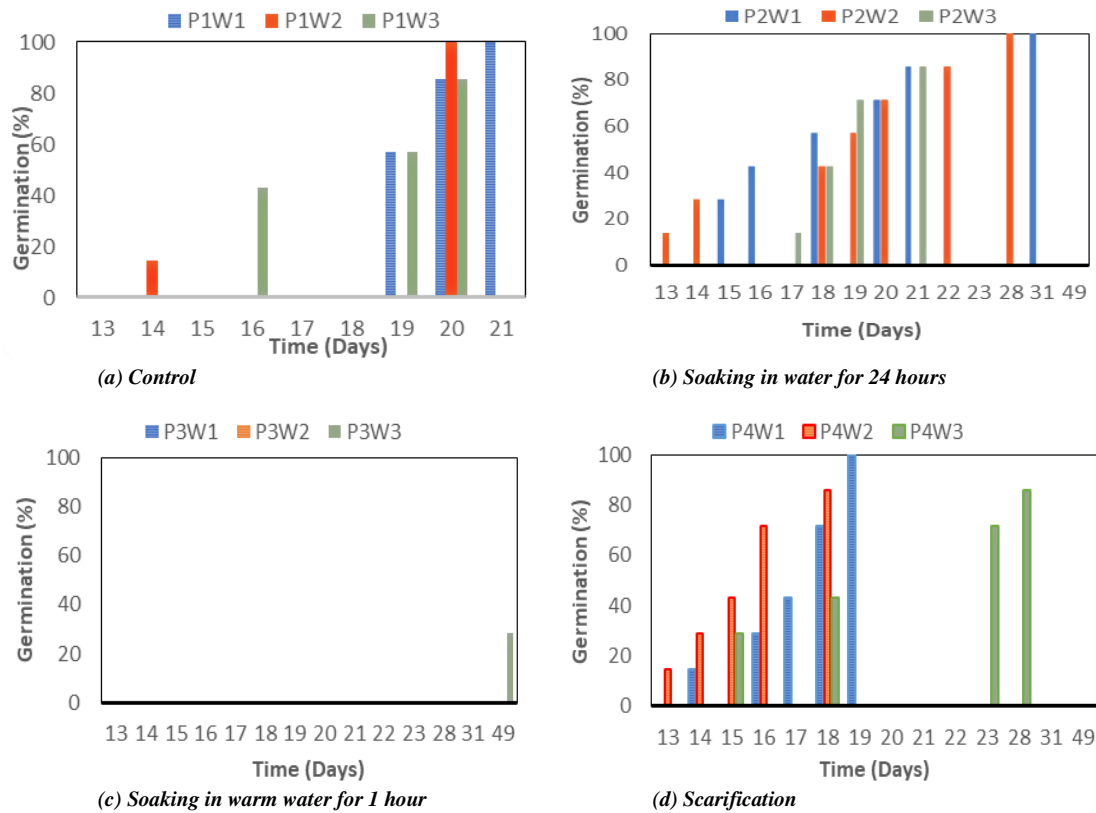 P1W1 P1W2 P1W3
Germination (%)
100
80
60
40
20
0
13 14 15 16 17 18 19 20 21
Time (Days)
(a) Control
P2W1 P2W2 P2W3
Germination (%)
100
80
60
40
20
0
13 14 15 16 17 18 19 20 21 22 23 28 31 49
Time (Days)
(b) Soaking in water for 24 hours
P3W1 P3W2 P3W3
Germination (%)
100
80
60
40
20
0
13 14 15 16 17 18 19 20 21 22 23 28 31 49
Time (Days)
(c) Soaking in warm water for 1 hour
P4W1 P4W2 P4W3
Germination (%)
100
80
60
40
20
0
13 14 15 16 17 18 19 20 21 22 23 28 31 49
Time (Days)
(d) Scarification